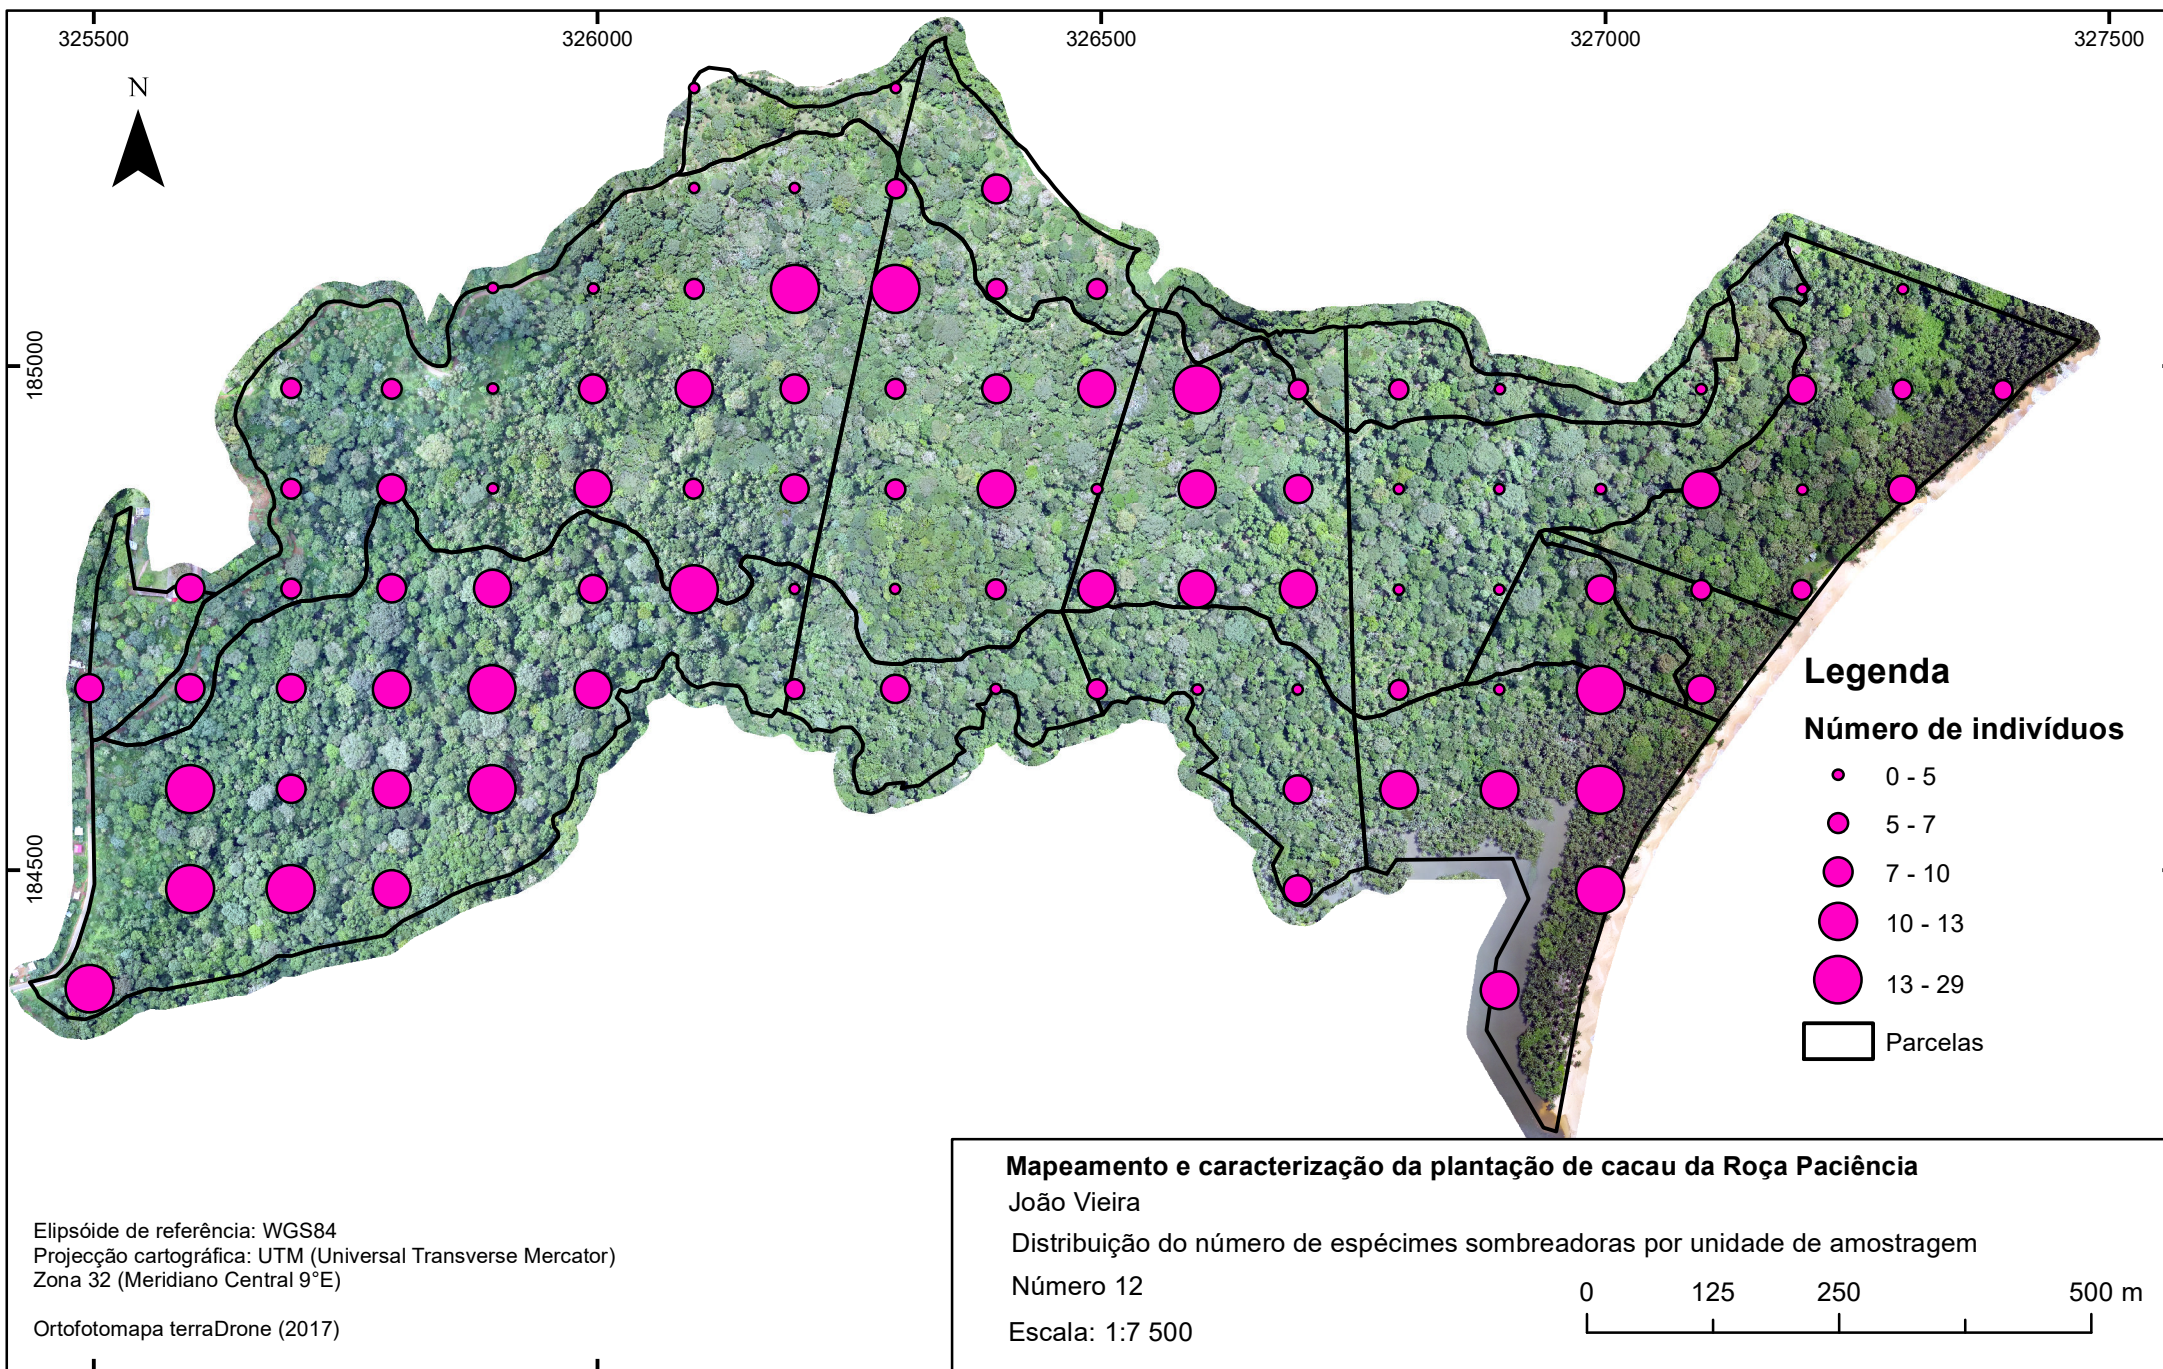 325500
326000
326500
327000
327500
N
185000
184500
Legenda
Número de indivíduos
0 - 5
5 - 7
7 - 10
10 - 13
13 - 29
Parcelas
Elipsóide de referência: WGS84
Projecção cartográfica: UTM (Universal Transverse Mercator)
Zona 32 (Meridiano Central 9°E)
Ortofotomapa terraDrone (2017)
Mapeamento e caracterização da plantação de cacau da Roça Paciência
João Vieira
Distribuição do número de espécimes sombreadoras por unidade de amostragem
Número 12
Escala: 1:7 500
0 125 250 500 m